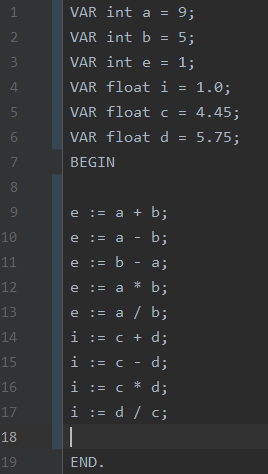 1 VAR int a = 9;
2 VAR int b = 5;
3 VAR int e = 1;
4 VAR float i = 1.0;
5 VAR float c = 4.45;
6 VAR float d = 5.75;
7 BEGIN
8
9 e := a + b;
10 e := a - b;
11 e := b - a;
12 e := a * b;
13 e := a / b;
14 i := c + d;
15 i := c - d;
16 i := c * d;
17 i := d / c;
18
19 END.